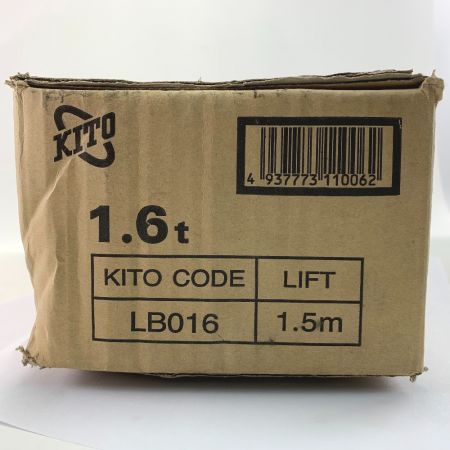 KITO
4 937773 110062
1.6t
KITO CODE LIFT
LB016 1.5m